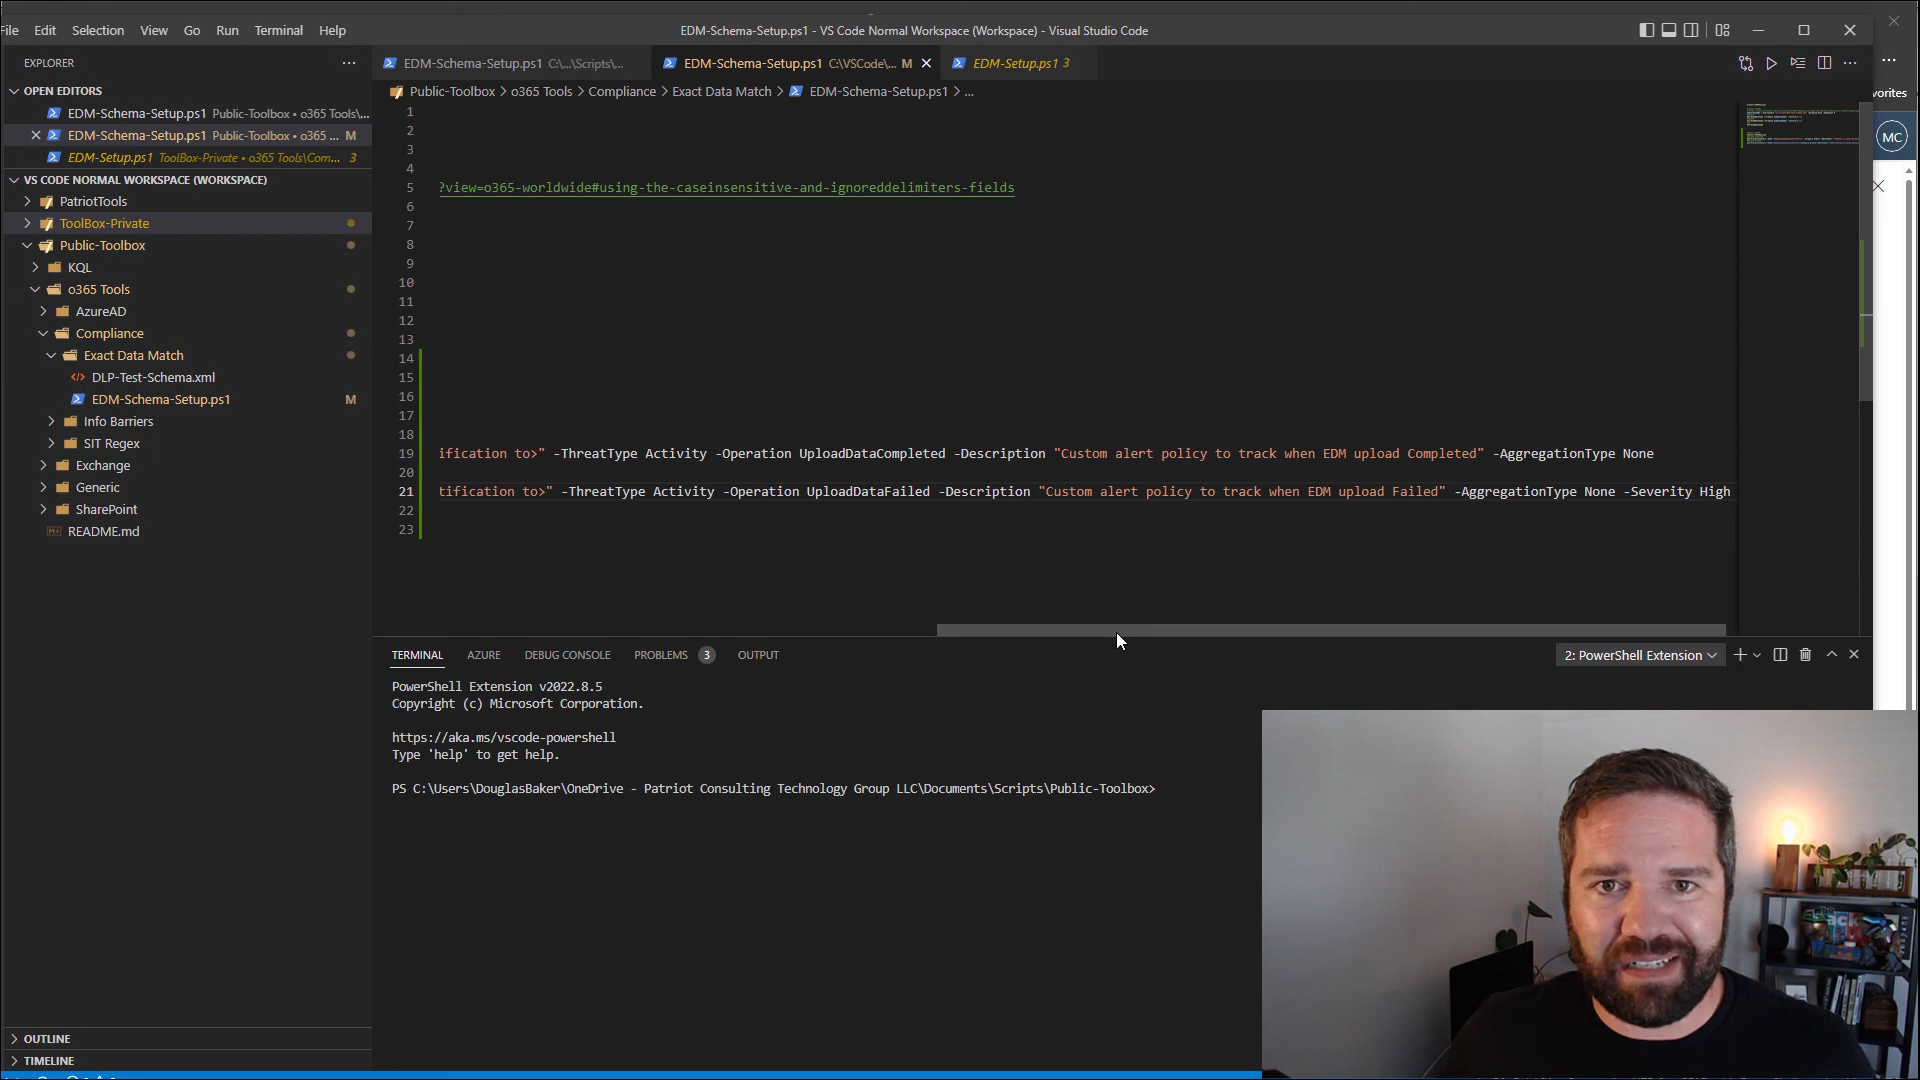 File Edit Selection View Go Run Terminal Help
EDM-Schema-Setup.ps1 - VS Code Normal Workspace (Workspace) - Visual Studio Code
EXPLORER
OPEN EDITORS
EDM-Schema-Setup.ps1 Public-Toolbox • o365 Tools\...
EDM-Schema-Setup.ps1 Public-Toolbox • o365 ... M
EDM-Setup.ps1 ToolBox-Private • o365 Tools\Com... 3
VS CODE NORMAL WORKSPACE (WORKSPACE)
PatriotTools
ToolBox-Private
Public-Toolbox
KQL
o365 Tools
AzureAD
Compliance
Exact Data Match
DLP-Test-Schema.xml
EDM-Schema-Setup.ps1 M
Info Barriers
SIT Regex
Exchange
Generic
SharePoint
README.md
OUTLINE
TIMELINE
EDM-Schema-Setup.ps1 C:\...\Scripts\...
EDM-Schema-Setup.ps1 C:\VSCode\... M
EDM-Setup.ps1 3
Public-Toolbox > o365 Tools > Compliance > Exact Data Match > EDM-Schema-Setup.ps1 > ...
1
2
3
4
5 ?view=o365-worldwide#using-the-caseinsensitive-and-ignoreddelimiters-fields
6
7
8
9
10
11
12
13
14
15
16
17
18
19 ification to>" -ThreatType Activity -Operation UploadDataCompleted -Description "Custom alert policy to track when EDM upload Completed" -AggregationType None
20
21 tification to>" -ThreatType Activity -Operation UploadDataFailed -Description "Custom alert policy to track when EDM upload Failed" -AggregationType None -Severity High
22
23
TERMINAL AZURE DEBUG CONSOLE PROBLEMS 3 OUTPUT
2: PowerShell Extension
PowerShell Extension v2022.8.5
Copyright (c) Microsoft Corporation.
https://aka.ms/vscode-powershell
Type 'help' to get help.
PS C:\Users\DouglasBaker\OneDrive - Patriot Consulting Technology Group LLC\Documents\Scripts\Public-Toolbox>
vorites
MC